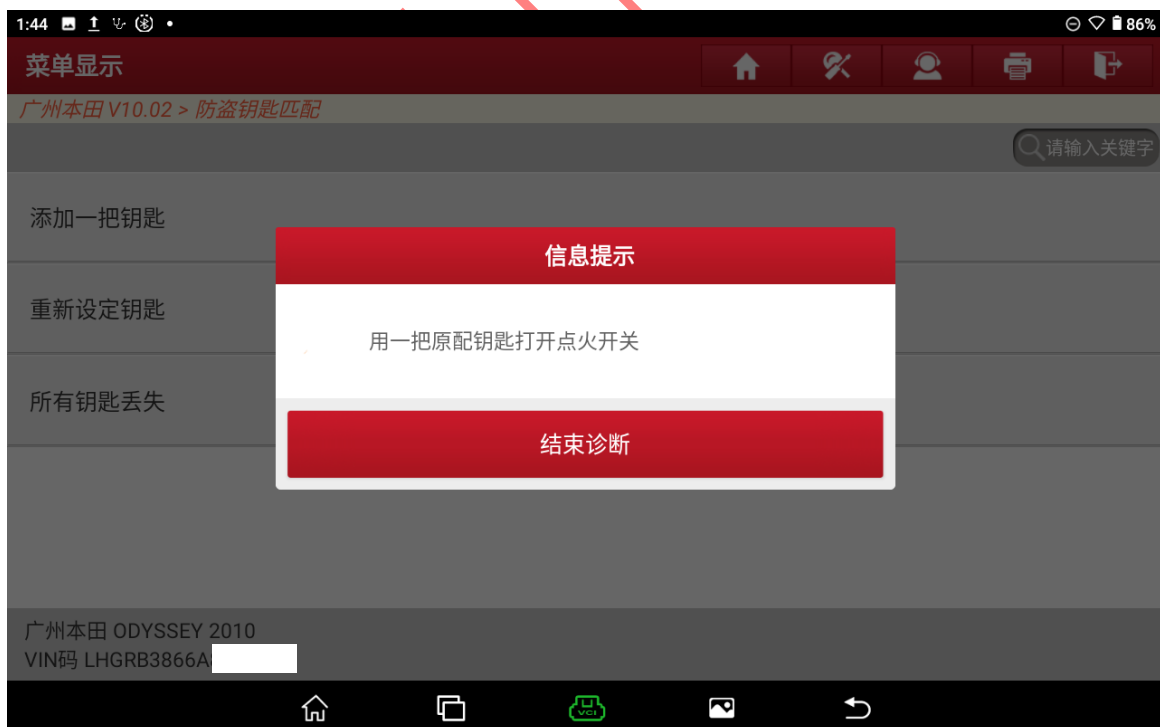 1:44 86%
菜单显示
广州本田 V10.02 > 防盗钥匙匹配
请输入关键字
添加一把钥匙
信息提示
重新设定钥匙
用一把原配钥匙打开点火开关
所有钥匙丢失
结束诊断
广州本田 ODYSSEY 2010
VIN码 LHGRB3866A
VCI